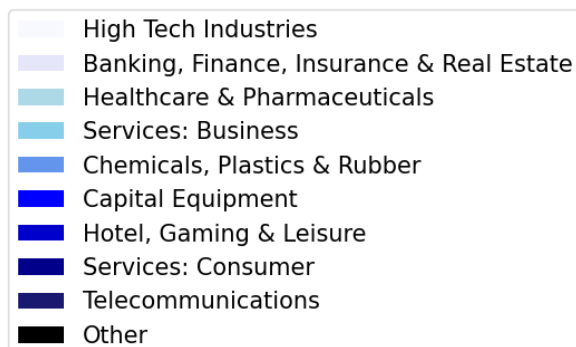 High Tech Industries
Banking, Finance, Insurance & Real Estate
Healthcare & Pharmaceuticals
Services: Business
Chemicals, Plastics & Rubber
Capital Equipment
Hotel, Gaming & Leisure
Services: Consumer
Telecommunications
Other